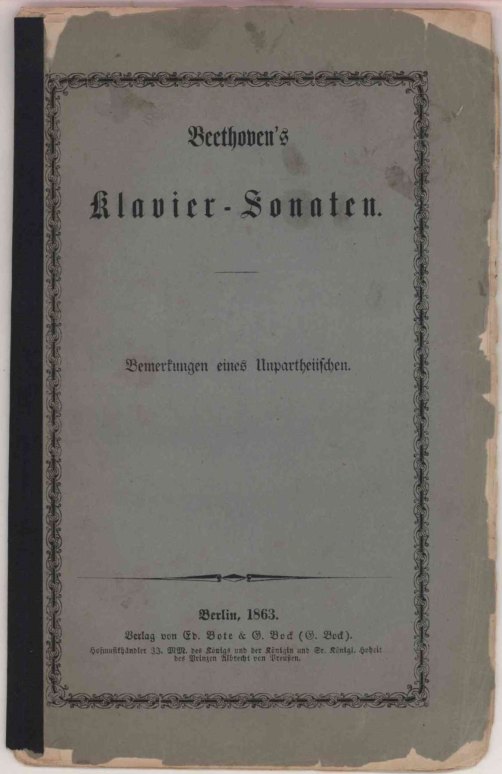 Beethoven's
Klavier-Sonaten.
Bemerkungen eines Unpartheiischen.
Berlin, 1863.
Verlag von Ed. Bote & G. Bock (G. Bock).
Hofmusikhändler JJ. MM. des Königs und der Königin und Sr. Königl. Hoheit
des Prinzen Albrecht von Preußen.